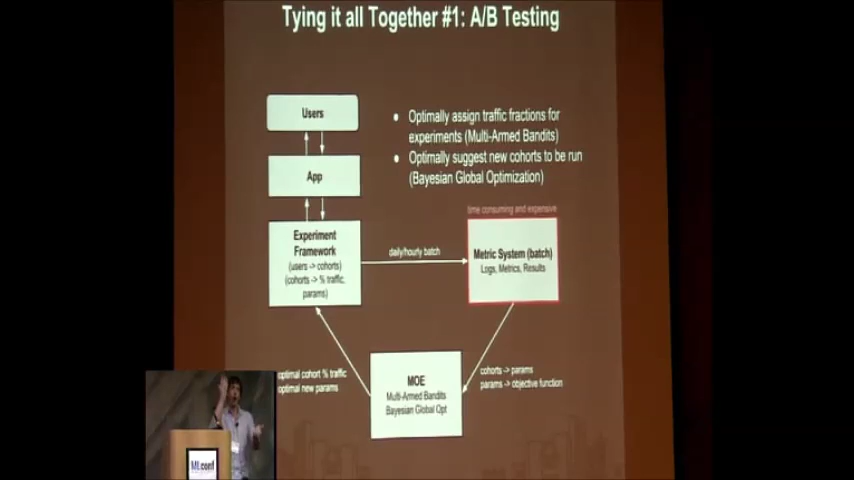 Tying it all Together #1: A/B Testing
Users
App
Experiment
Framework
(users -> cohorts)
(cohorts -> % traffic,
params)
• Optimally assign traffic fractions for
experiments (Multi-Armed Bandits)
• Optimally suggest new cohorts to be run
(Bayesian Global Optimization)
daily/hourly batch
time consuming and expensive
Metric System (batch)
Logs, Metrics, Results
optimal cohort % traffic
optimal new params
MOE
Multi-Armed Bandits
Bayesian Global Opt
cohorts -> params
params -> objective function
MLconf